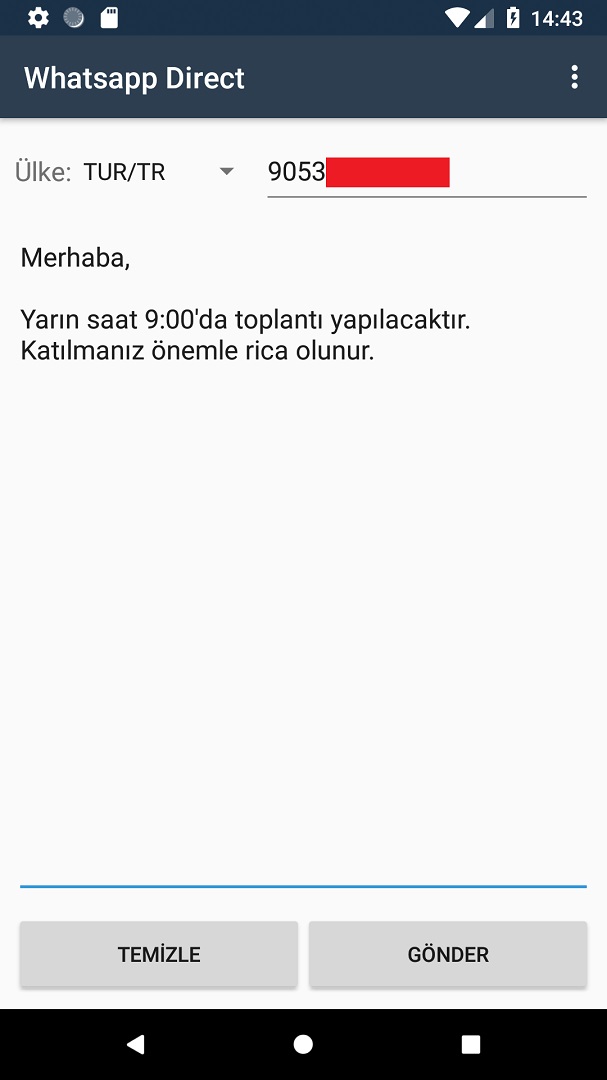 14:43
Whatsapp Direct
Ülke: TUR/TR 9053
Merhaba,
Yarın saat 9:00'da toplantı yapılacaktır.
Katılmanız önemle rica olunur.
TEMİZLE GÖNDER